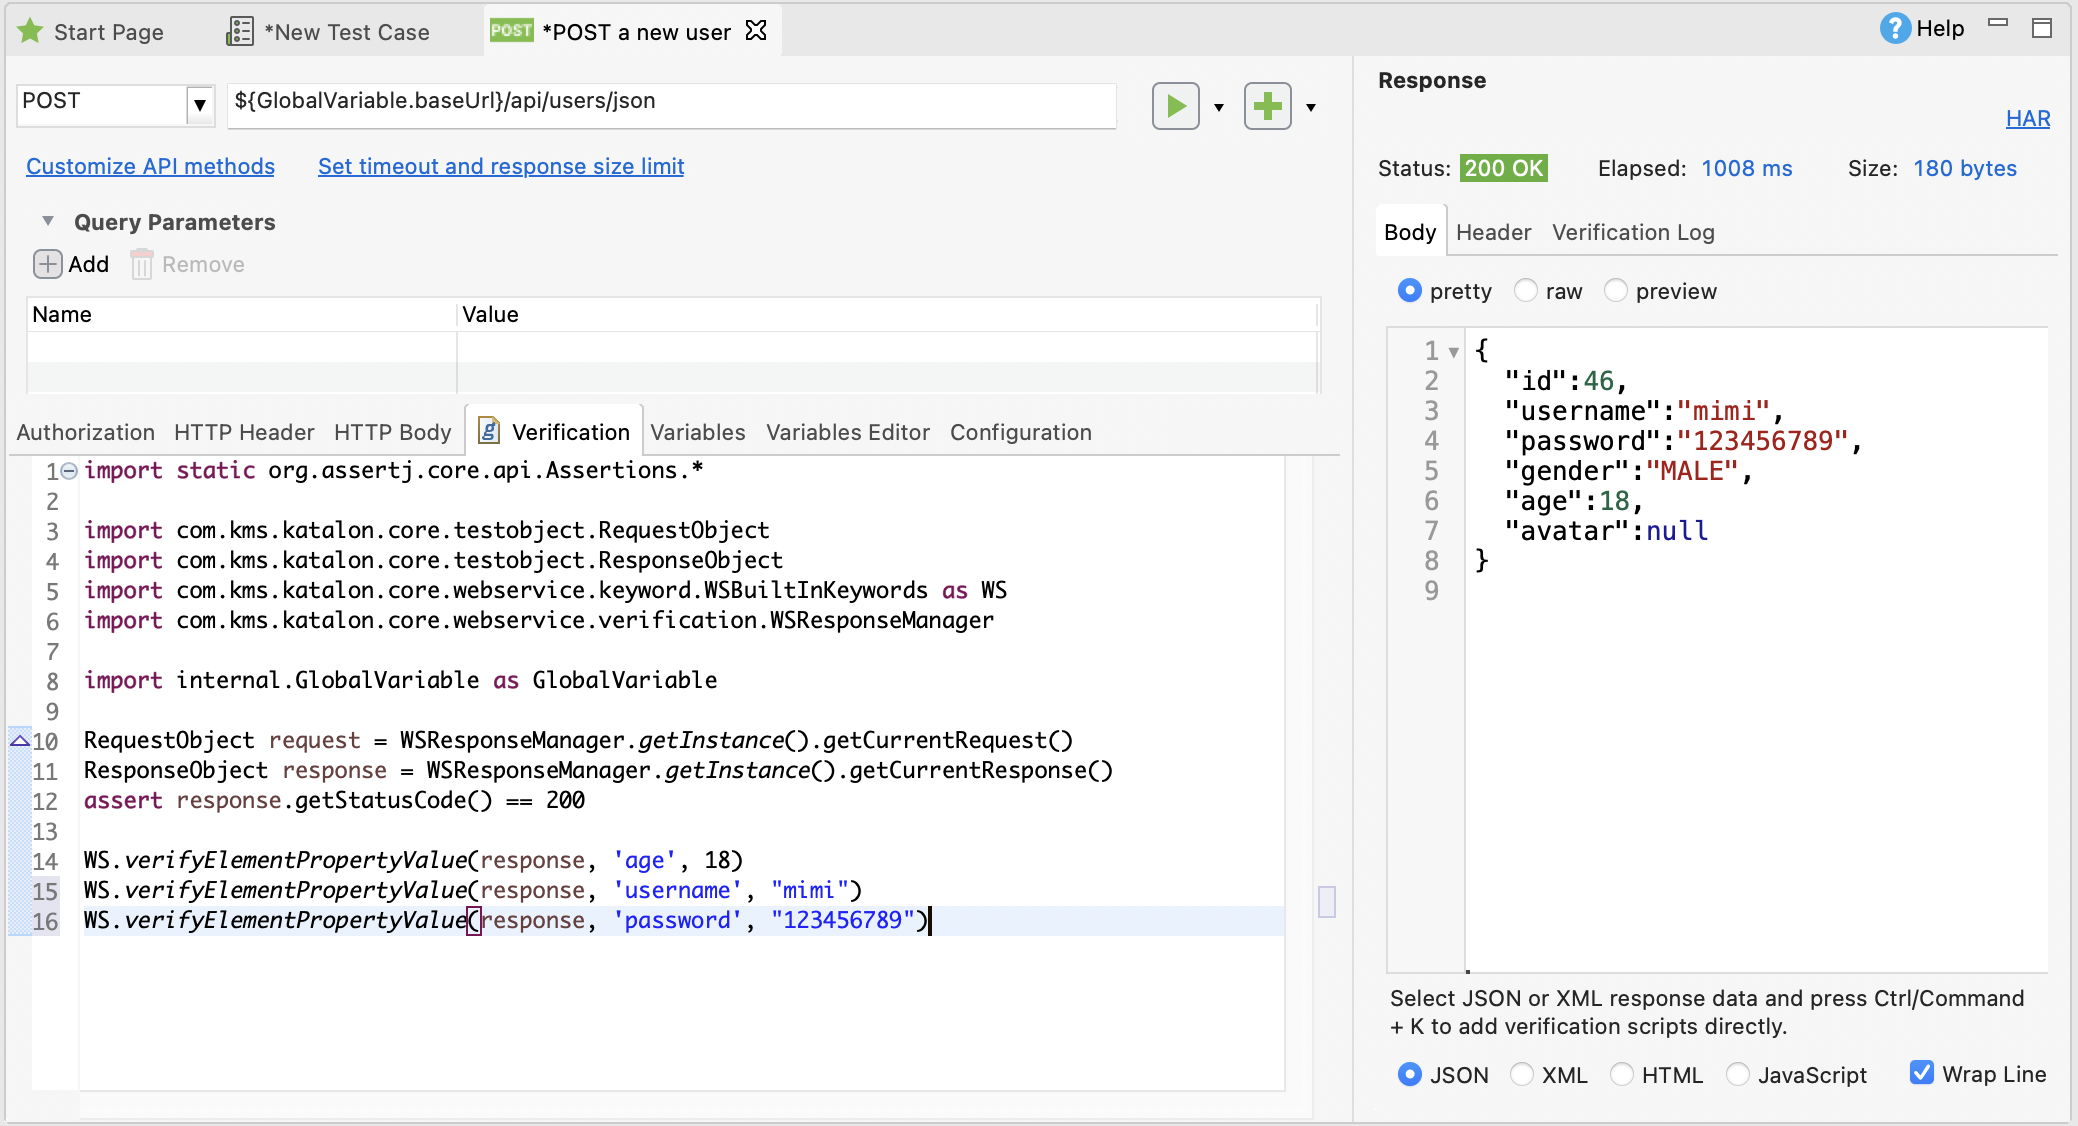 Start Page
*New Test Case
POST *POST a new user
Help
POST
${GlobalVariable.baseUrl}/api/users/json
Customize API methods
Set timeout and response size limit
Query Parameters
Add
Remove
Name Value
Authorization HTTP Header HTTP Body Verification Variables Variables Editor Configuration
1 import static org.assertj.core.api.Assertions.*
2
3 import com.kms.katalon.core.testobject.RequestObject
4 import com.kms.katalon.core.testobject.ResponseObject
5 import com.kms.katalon.core.webservice.keyword.WSBuiltInKeywords as WS
6 import com.kms.katalon.core.webservice.verification.WSResponseManager
7
8 import internal.GlobalVariable as GlobalVariable
9
10 RequestObject request = WSResponseManager.getInstance().getCurrentRequest()
11 ResponseObject response = WSResponseManager.getInstance().getCurrentResponse()
12 assert response.getStatusCode() == 200
13
14 WS.verifyElementPropertyValue(response, 'age', 18)
15 WS.verifyElementPropertyValue(response, 'username', "mimi")
16 WS.verifyElementPropertyValue(response, 'password', "123456789")
Response
HAR
Status: 200 OK Elapsed: 1008 ms Size: 180 bytes
Body Header Verification Log
pretty raw preview
1 {
2 "id":46,
3 "username":"mimi",
4 "password":"123456789",
5 "gender":"MALE",
6 "age":18,
7 "avatar":null
8 }
9
Select JSON or XML response data and press Ctrl/Command
+ K to add verification scripts directly.
JSON XML HTML JavaScript Wrap Line